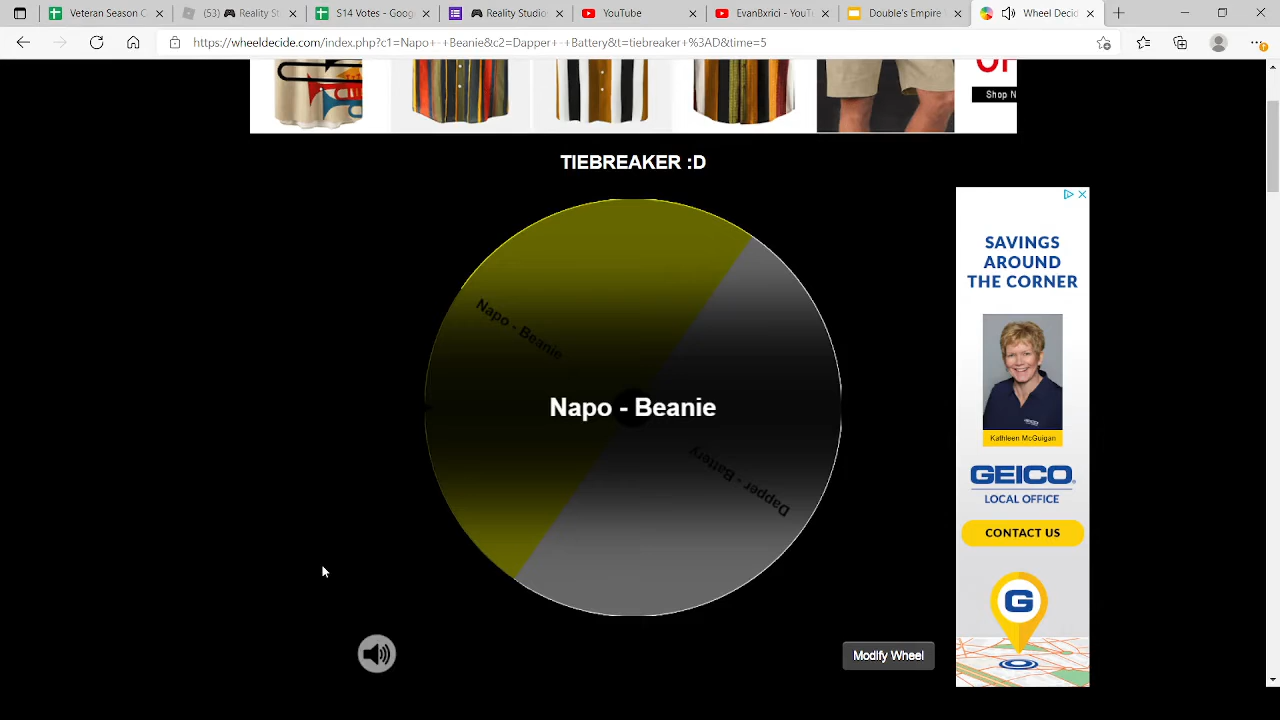 Veteran Season C
(53) 🎮 Reality St
S14 Votes - Goog
🎮 Reality Studio
YouTube
EvanIrici - YouT
Double's Empire
Wheel Deci
https://wheeldecide.com/index.php?c1=Napo+-+Beanie&c2=Dapper+-+Battery&t=tiebreaker+%3AD&time=5
Shop N
TIEBREAKER :D
Napo - Beanie
Napo - Beanie
Dapper - Battery
SAVINGS
AROUND
THE CORNER
Kathleen McGuigan
GEICO
LOCAL OFFICE
CONTACT US
G
Modify Wheel